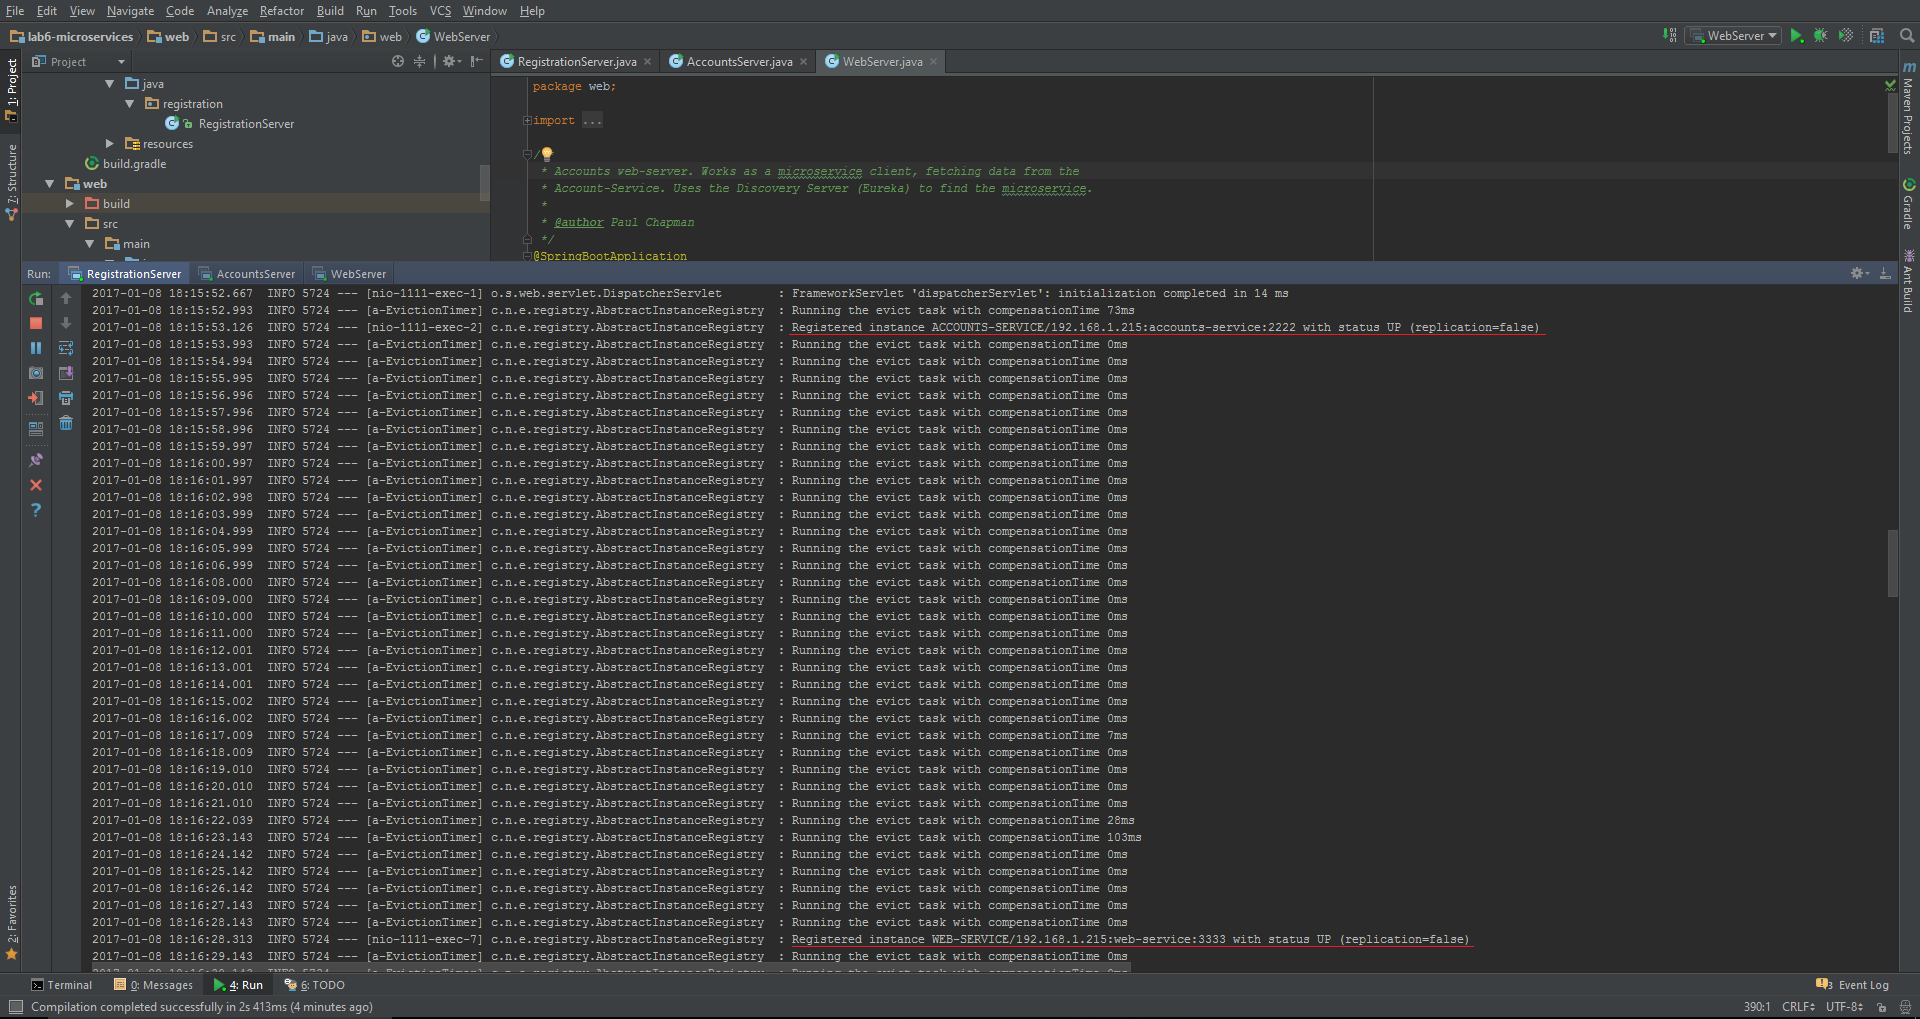 File Edit View Navigate Code Analyze Refactor Build Run Tools VCS Window Help
lab6-microservices web src main java web WebServer
WebServer
1: Project
7: Structure
2: Favorites
Project
java
registration
RegistrationServer
resources
build.gradle
web
build
src
main
RegistrationServer.java AccountsServer.java WebServer.java
package web;
import ...
/
* Accounts web-server. Works as a microservice client, fetching data from the
* Account-Service. Uses the Discovery Server (Eureka) to find the microservice.
*
* @author Paul Chapman
*/
@SpringBootApplication
Maven Projects
Gradle
Ant Build
Run: RegistrationServer AccountsServer WebServer
2017-01-08 18:15:52.667 INFO 5724 --- [nio-1111-exec-1] o.s.web.servlet.DispatcherServlet : FrameworkServlet 'dispatcherServlet': initialization completed in 14 ms
2017-01-08 18:15:52.993 INFO 5724 --- [a-EvictionTimer] c.n.e.registry.AbstractInstanceRegistry : Running the evict task with compensationTime 73ms
2017-01-08 18:15:53.126 INFO 5724 --- [nio-1111-exec-2] c.n.e.registry.AbstractInstanceRegistry : Registered instance ACCOUNTS-SERVICE/192.168.1.215:accounts-service:2222 with status UP (replication=false)
2017-01-08 18:15:53.993 INFO 5724 --- [a-EvictionTimer] c.n.e.registry.AbstractInstanceRegistry : Running the evict task with compensationTime 0ms
2017-01-08 18:15:54.994 INFO 5724 --- [a-EvictionTimer] c.n.e.registry.AbstractInstanceRegistry : Running the evict task with compensationTime 0ms
2017-01-08 18:15:55.995 INFO 5724 --- [a-EvictionTimer] c.n.e.registry.AbstractInstanceRegistry : Running the evict task with compensationTime 0ms
2017-01-08 18:15:56.996 INFO 5724 --- [a-EvictionTimer] c.n.e.registry.AbstractInstanceRegistry : Running the evict task with compensationTime 0ms
2017-01-08 18:15:57.996 INFO 5724 --- [a-EvictionTimer] c.n.e.registry.AbstractInstanceRegistry : Running the evict task with compensationTime 0ms
2017-01-08 18:15:58.996 INFO 5724 --- [a-EvictionTimer] c.n.e.registry.AbstractInstanceRegistry : Running the evict task with compensationTime 0ms
2017-01-08 18:15:59.997 INFO 5724 --- [a-EvictionTimer] c.n.e.registry.AbstractInstanceRegistry : Running the evict task with compensationTime 0ms
2017-01-08 18:16:00.997 INFO 5724 --- [a-EvictionTimer] c.n.e.registry.AbstractInstanceRegistry : Running the evict task with compensationTime 0ms
2017-01-08 18:16:01.997 INFO 5724 --- [a-EvictionTimer] c.n.e.registry.AbstractInstanceRegistry : Running the evict task with compensationTime 0ms
2017-01-08 18:16:02.998 INFO 5724 --- [a-EvictionTimer] c.n.e.registry.AbstractInstanceRegistry : Running the evict task with compensationTime 0ms
2017-01-08 18:16:03.999 INFO 5724 --- [a-EvictionTimer] c.n.e.registry.AbstractInstanceRegistry : Running the evict task with compensationTime 0ms
2017-01-08 18:16:04.999 INFO 5724 --- [a-EvictionTimer] c.n.e.registry.AbstractInstanceRegistry : Running the evict task with compensationTime 0ms
2017-01-08 18:16:05.999 INFO 5724 --- [a-EvictionTimer] c.n.e.registry.AbstractInstanceRegistry : Running the evict task with compensationTime 0ms
2017-01-08 18:16:06.999 INFO 5724 --- [a-EvictionTimer] c.n.e.registry.AbstractInstanceRegistry : Running the evict task with compensationTime 0ms
2017-01-08 18:16:08.000 INFO 5724 --- [a-EvictionTimer] c.n.e.registry.AbstractInstanceRegistry : Running the evict task with compensationTime 0ms
2017-01-08 18:16:09.000 INFO 5724 --- [a-EvictionTimer] c.n.e.registry.AbstractInstanceRegistry : Running the evict task with compensationTime 0ms
2017-01-08 18:16:10.000 INFO 5724 --- [a-EvictionTimer] c.n.e.registry.AbstractInstanceRegistry : Running the evict task with compensationTime 0ms
2017-01-08 18:16:11.000 INFO 5724 --- [a-EvictionTimer] c.n.e.registry.AbstractInstanceRegistry : Running the evict task with compensationTime 0ms
2017-01-08 18:16:12.001 INFO 5724 --- [a-EvictionTimer] c.n.e.registry.AbstractInstanceRegistry : Running the evict task with compensationTime 0ms
2017-01-08 18:16:13.001 INFO 5724 --- [a-EvictionTimer] c.n.e.registry.AbstractInstanceRegistry : Running the evict task with compensationTime 0ms
2017-01-08 18:16:14.001 INFO 5724 --- [a-EvictionTimer] c.n.e.registry.AbstractInstanceRegistry : Running the evict task with compensationTime 0ms
2017-01-08 18:16:15.002 INFO 5724 --- [a-EvictionTimer] c.n.e.registry.AbstractInstanceRegistry : Running the evict task with compensationTime 0ms
2017-01-08 18:16:16.002 INFO 5724 --- [a-EvictionTimer] c.n.e.registry.AbstractInstanceRegistry : Running the evict task with compensationTime 0ms
2017-01-08 18:16:17.009 INFO 5724 --- [a-EvictionTimer] c.n.e.registry.AbstractInstanceRegistry : Running the evict task with compensationTime 7ms
2017-01-08 18:16:18.009 INFO 5724 --- [a-EvictionTimer] c.n.e.registry.AbstractInstanceRegistry : Running the evict task with compensationTime 0ms
2017-01-08 18:16:19.010 INFO 5724 --- [a-EvictionTimer] c.n.e.registry.AbstractInstanceRegistry : Running the evict task with compensationTime 0ms
2017-01-08 18:16:20.010 INFO 5724 --- [a-EvictionTimer] c.n.e.registry.AbstractInstanceRegistry : Running the evict task with compensationTime 0ms
2017-01-08 18:16:21.010 INFO 5724 --- [a-EvictionTimer] c.n.e.registry.AbstractInstanceRegistry : Running the evict task with compensationTime 0ms
2017-01-08 18:16:22.039 INFO 5724 --- [a-EvictionTimer] c.n.e.registry.AbstractInstanceRegistry : Running the evict task with compensationTime 28ms
2017-01-08 18:16:23.143 INFO 5724 --- [a-EvictionTimer] c.n.e.registry.AbstractInstanceRegistry : Running the evict task with compensationTime 103ms
2017-01-08 18:16:24.142 INFO 5724 --- [a-EvictionTimer] c.n.e.registry.AbstractInstanceRegistry : Running the evict task with compensationTime 0ms
2017-01-08 18:16:25.142 INFO 5724 --- [a-EvictionTimer] c.n.e.registry.AbstractInstanceRegistry : Running the evict task with compensationTime 0ms
2017-01-08 18:16:26.142 INFO 5724 --- [a-EvictionTimer] c.n.e.registry.AbstractInstanceRegistry : Running the evict task with compensationTime 0ms
2017-01-08 18:16:27.143 INFO 5724 --- [a-EvictionTimer] c.n.e.registry.AbstractInstanceRegistry : Running the evict task with compensationTime 0ms
2017-01-08 18:16:28.143 INFO 5724 --- [a-EvictionTimer] c.n.e.registry.AbstractInstanceRegistry : Running the evict task with compensationTime 0ms
2017-01-08 18:16:28.313 INFO 5724 --- [nio-1111-exec-7] c.n.e.registry.AbstractInstanceRegistry : Registered instance WEB-SERVICE/192.168.1.215:web-service:3333 with status UP (replication=false)
2017-01-08 18:16:29.143 INFO 5724 --- [a-EvictionTimer] c.n.e.registry.AbstractInstanceRegistry : Running the evict task with compensationTime 0ms
Terminal 0: Messages 4: Run 6: TODO 3 Event Log
Compilation completed successfully in 2s 413ms (4 minutes ago) 390:1 CRLF UTF-8